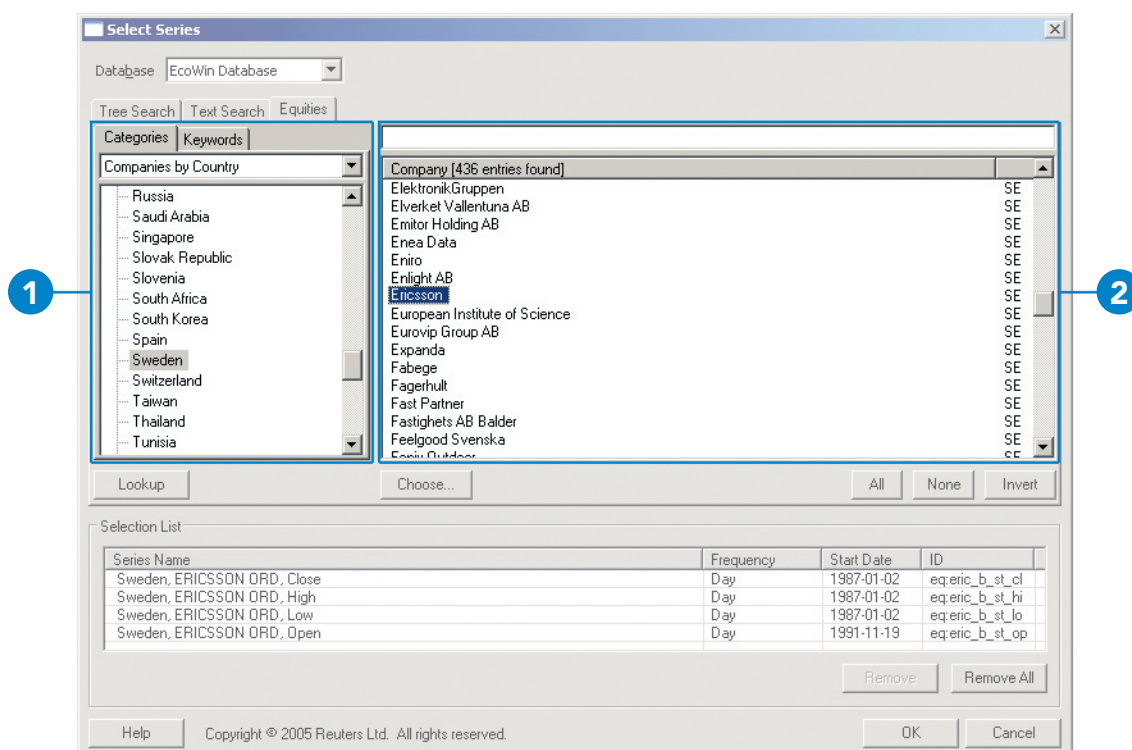 Select Series
Database EcoWin Database
Tree Search Text Search Equities
Categories Keywords
Companies by Country
Russia
Saudi Arabia
Singapore
Slovak Republic
Slovenia
South Africa
South Korea
Spain
Sweden
Switzerland
Taiwan
Thailand
Tunisia
1
Company [436 entries found]
ElektronikGruppen SE
Elverket Vallentuna AB SE
Emitor Holding AB SE
Enea Data SE
Eniro SE
Enlight AB SE
Ericsson SE
European Institute of Science SE
Eurovip Group AB SE
Expanda SE
Fabege SE
Fagerhult SE
Fast Partner SE
Fastighets AB Balder SE
Feelgood Svenska SE
SE
2
Lookup Choose... All None Invert
Selection List
Series Name Frequency Start Date ID
Sweden, ERICSSON ORD, Close Day 1987-01-02 eq:eric_b_st_cl
Sweden, ERICSSON ORD, High Day 1987-01-02 eq:eric_b_st_hi
Sweden, ERICSSON ORD, Low Day 1987-01-02 eq:eric_b_st_lo
Sweden, ERICSSON ORD, Open Day 1991-11-19 eq:eric_b_st_op
Remove Remove All
Help Copyright © 2005 Reuters Ltd. All rights reserved. OK Cancel